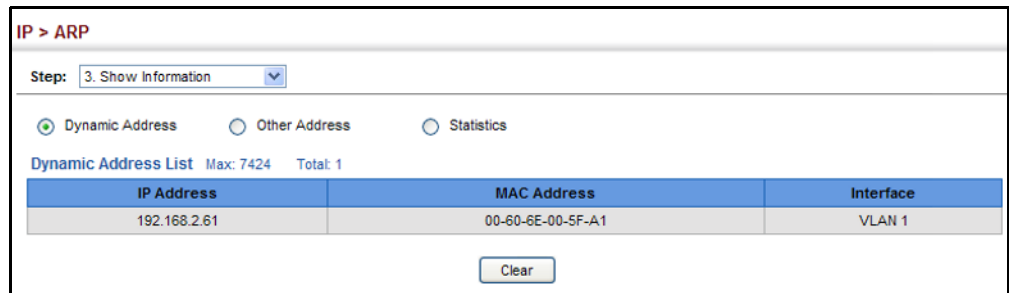 IP > ARP
Step: 3. Show Information
Dynamic Address Other Address Statistics
Dynamic Address List Max: 7424 Total: 1
IP Address MAC Address Interface
192.168.2.61 00-60-6E-00-5F-A1 VLAN 1
Clear